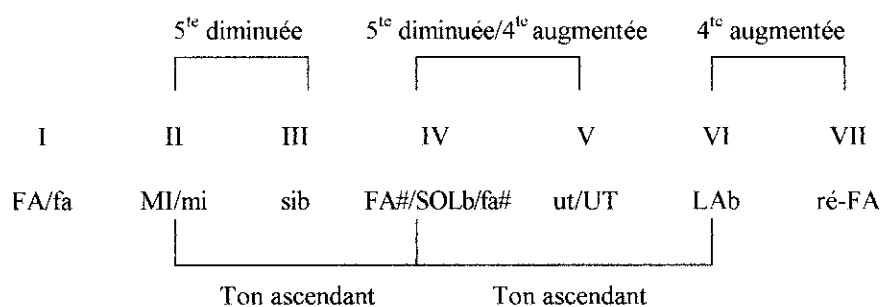 5te diminuée 5te diminuée/4te augmentée 4te augmentée
I II III IV V VI VII
FA/fa MI/mi sib FA#/SOLb/fa# ut/UT LAb ré-FA
Ton ascendant Ton ascendant